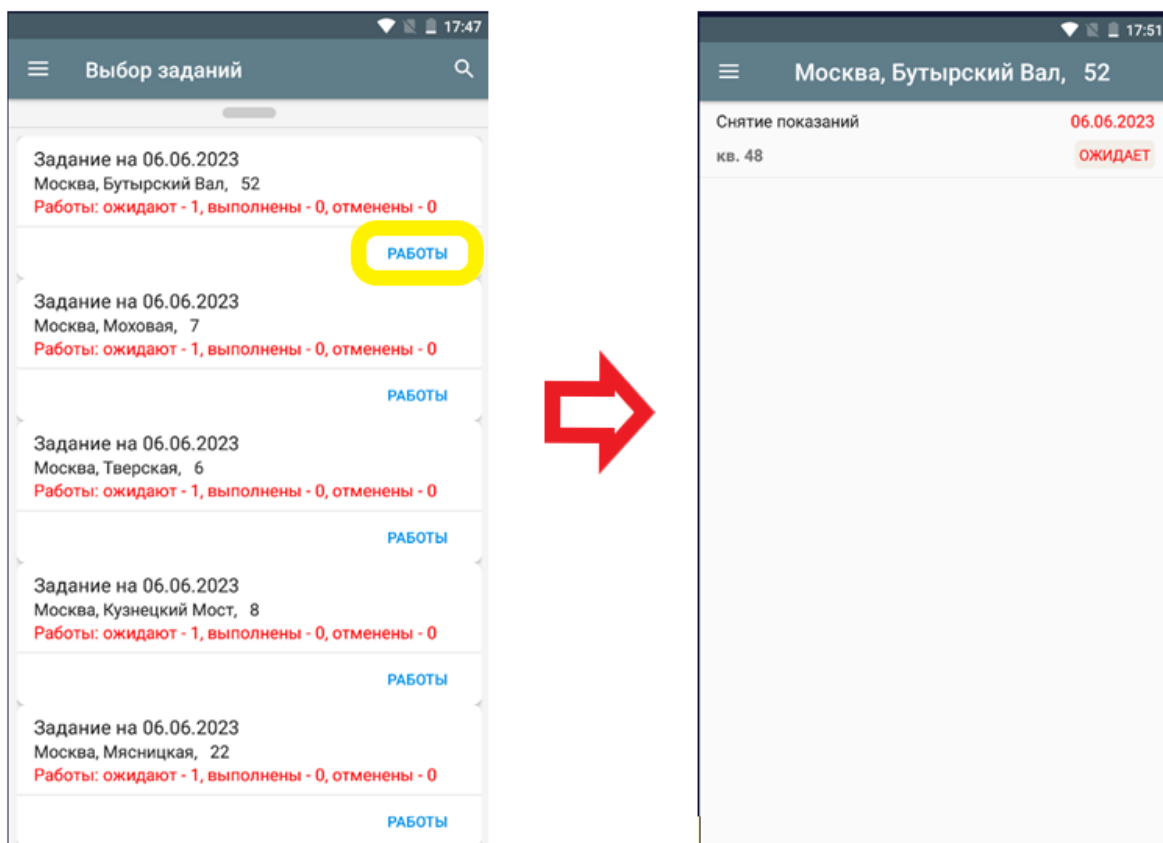 17:47
Выбор заданий
Задание на 06.06.2023
Москва, Бутырский Вал, 52
Работы: ожидают - 1, выполнены - 0, отменены - 0
РАБОТЫ
Задание на 06.06.2023
Москва, Моховая, 7
Работы: ожидают - 1, выполнены - 0, отменены - 0
РАБОТЫ
Задание на 06.06.2023
Москва, Тверская, 6
Работы: ожидают - 1, выполнены - 0, отменены - 0
РАБОТЫ
Задание на 06.06.2023
Москва, Кузнецкий Мост, 8
Работы: ожидают - 1, выполнены - 0, отменены - 0
РАБОТЫ
Задание на 06.06.2023
Москва, Мясницкая, 22
Работы: ожидают - 1, выполнены - 0, отменены - 0
РАБОТЫ
17:51
Москва, Бутырский Вал, 52
Снятие показаний 06.06.2023
кв. 48 ОЖИДАЕТ